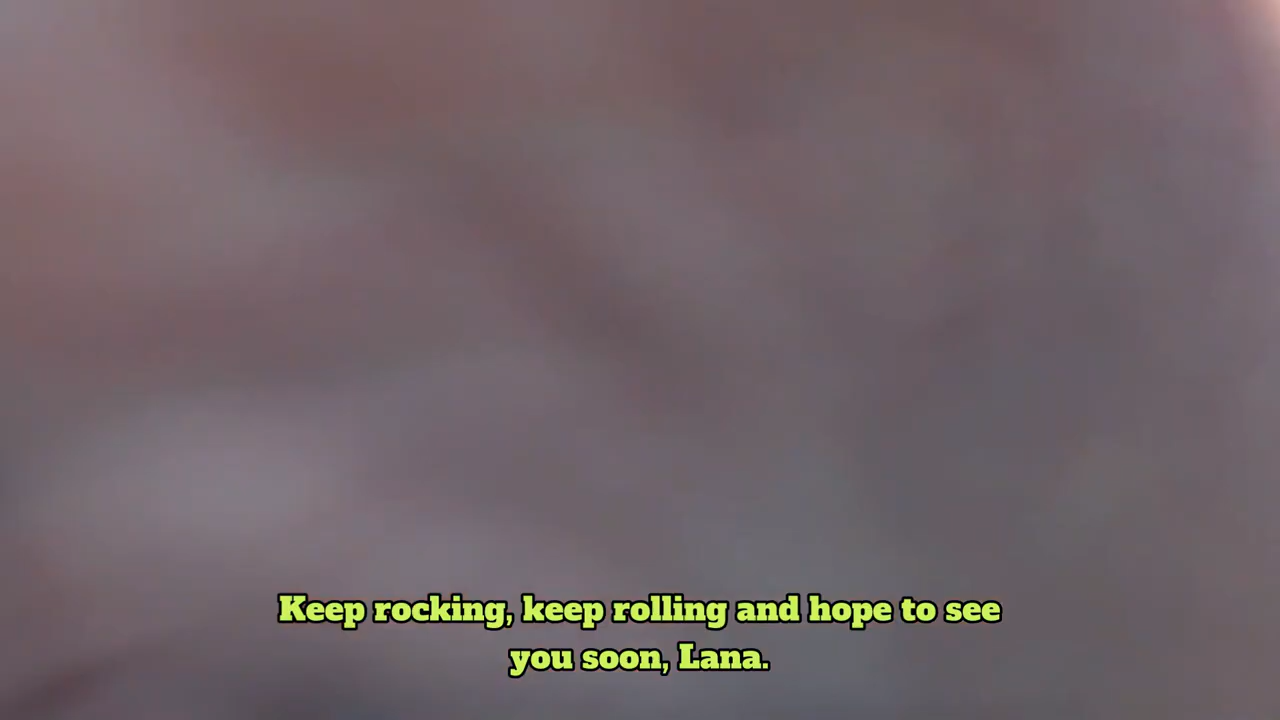 Keep rocking, keep rolling and hope to see
you soon, Lana.